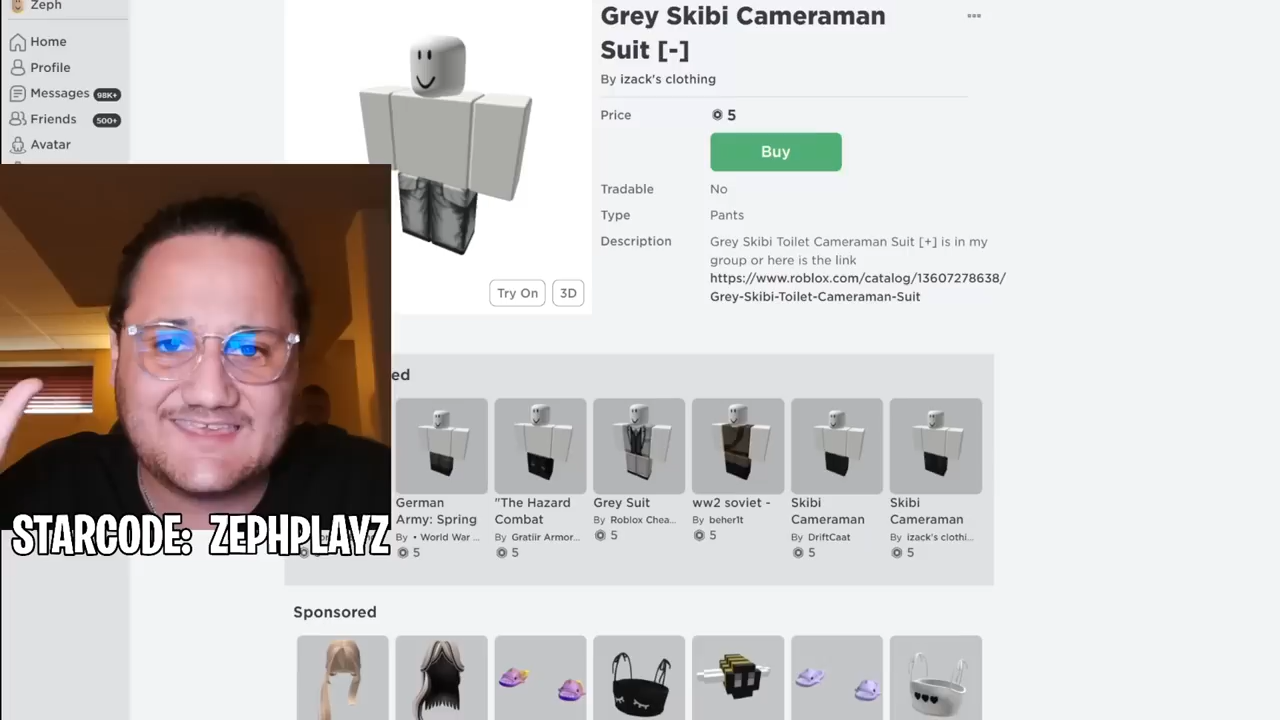 Zeph
Home
Profile
Messages 98K+
Friends 500+
Avatar
Grey Skibi Cameraman
Suit [-]
By izack's clothing
Price 5
Buy
Tradable No
Type Pants
Description Grey Skibi Toilet Cameraman Suit [+] is in my
group or here is the link
https://www.roblox.com/catalog/13607278638/
Grey-Skibi-Toilet-Cameraman-Suit
Try On 3D
ed
German
Army: Spring
By • World War ...
5
"The Hazard
Combat
By Gratiir Armor...
5
Grey Suit
By Roblox Chea...
5
ww2 soviet -
By beher1t
5
Skibi
Cameraman
By DriftCaat
5
Skibi
Cameraman
By izack's clothi...
5
STARCODE: ZEPHPLAYZ
Sponsored